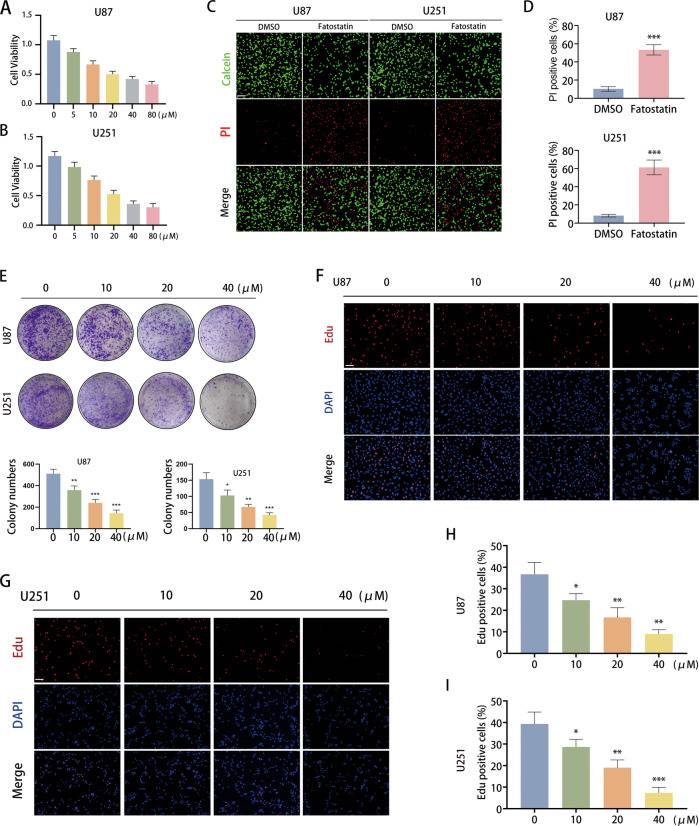 A
U87
Cell Viability
1.5
1.0
0.5
0.0
0 5 10 20 40 80 (μM)
B
U251
Cell Viability
1.5
1.0
0.5
0.0
0 5 10 20 40 80 (μM)
C
U87 U251
DMSO Fatostatin DMSO Fatostatin
Calcein
PI
Merge
D
U87
PI positive cells (%)
80
60
40
20
0
***
DMSO Fatostatin
U251
PI positive cells (%)
80
60
40
20
0
***
DMSO Fatostatin
E
0 10 20 40 (μM)
U87
U251
U87
Colony numbers
600
400
200
0
** *** ***
0 10 20 40 (μM)
U251
Colony numbers
200
150
100
50
0
* ** ***
0 10 20 40 (μM)
F
U87 0 10 20 40 (μM)
Edu
DAPI
Merge
G
U251 0 10 20 40 (μM)
Edu
DAPI
Merge
H
U87
Edu positive cells (%)
50
40
30
20
10
0
* ** **
0 10 20 40 (μM)
I
U251
Edu positive cells (%)
50
40
30
20
10
0
* ** ***
0 10 20 40 (μM)